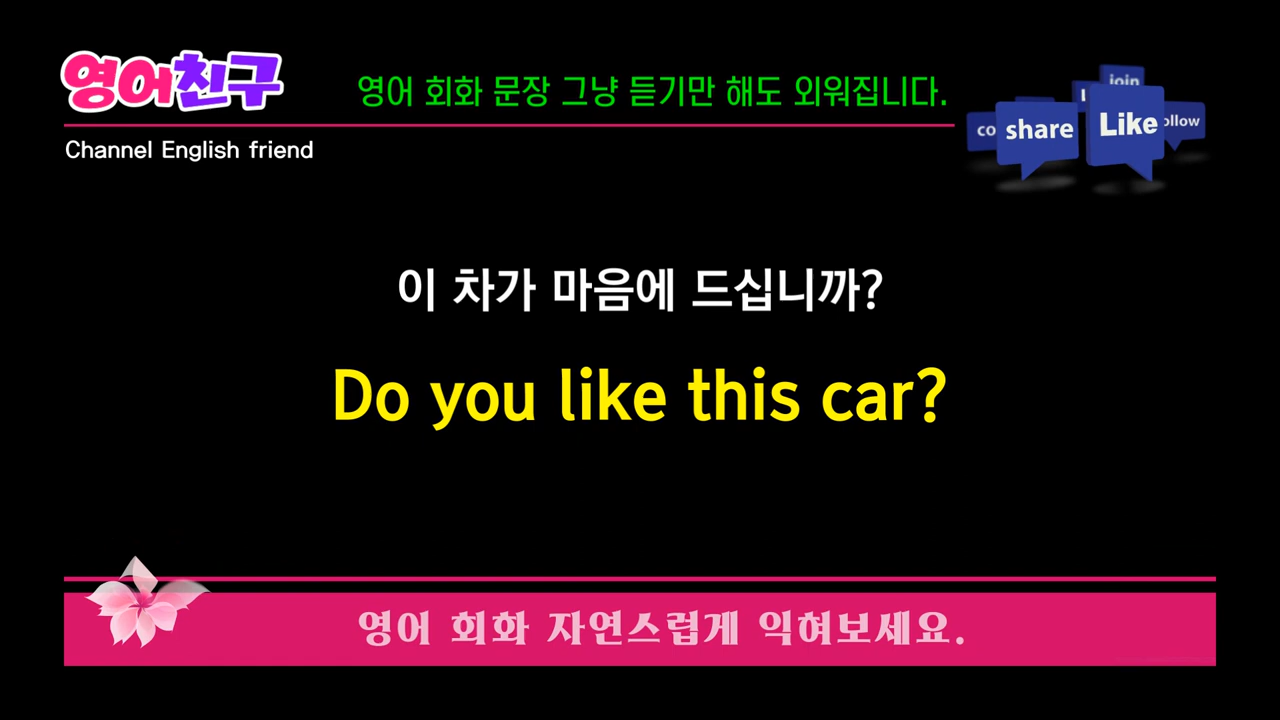 영어친구
영어 회화 문장 그냥 듣기만 해도 외워집니다.
Channel English friend
join
share
Like
이 차가 마음에 드십니까?
Do you like this car?
영어 회화 자연스럽게 익혀보세요.